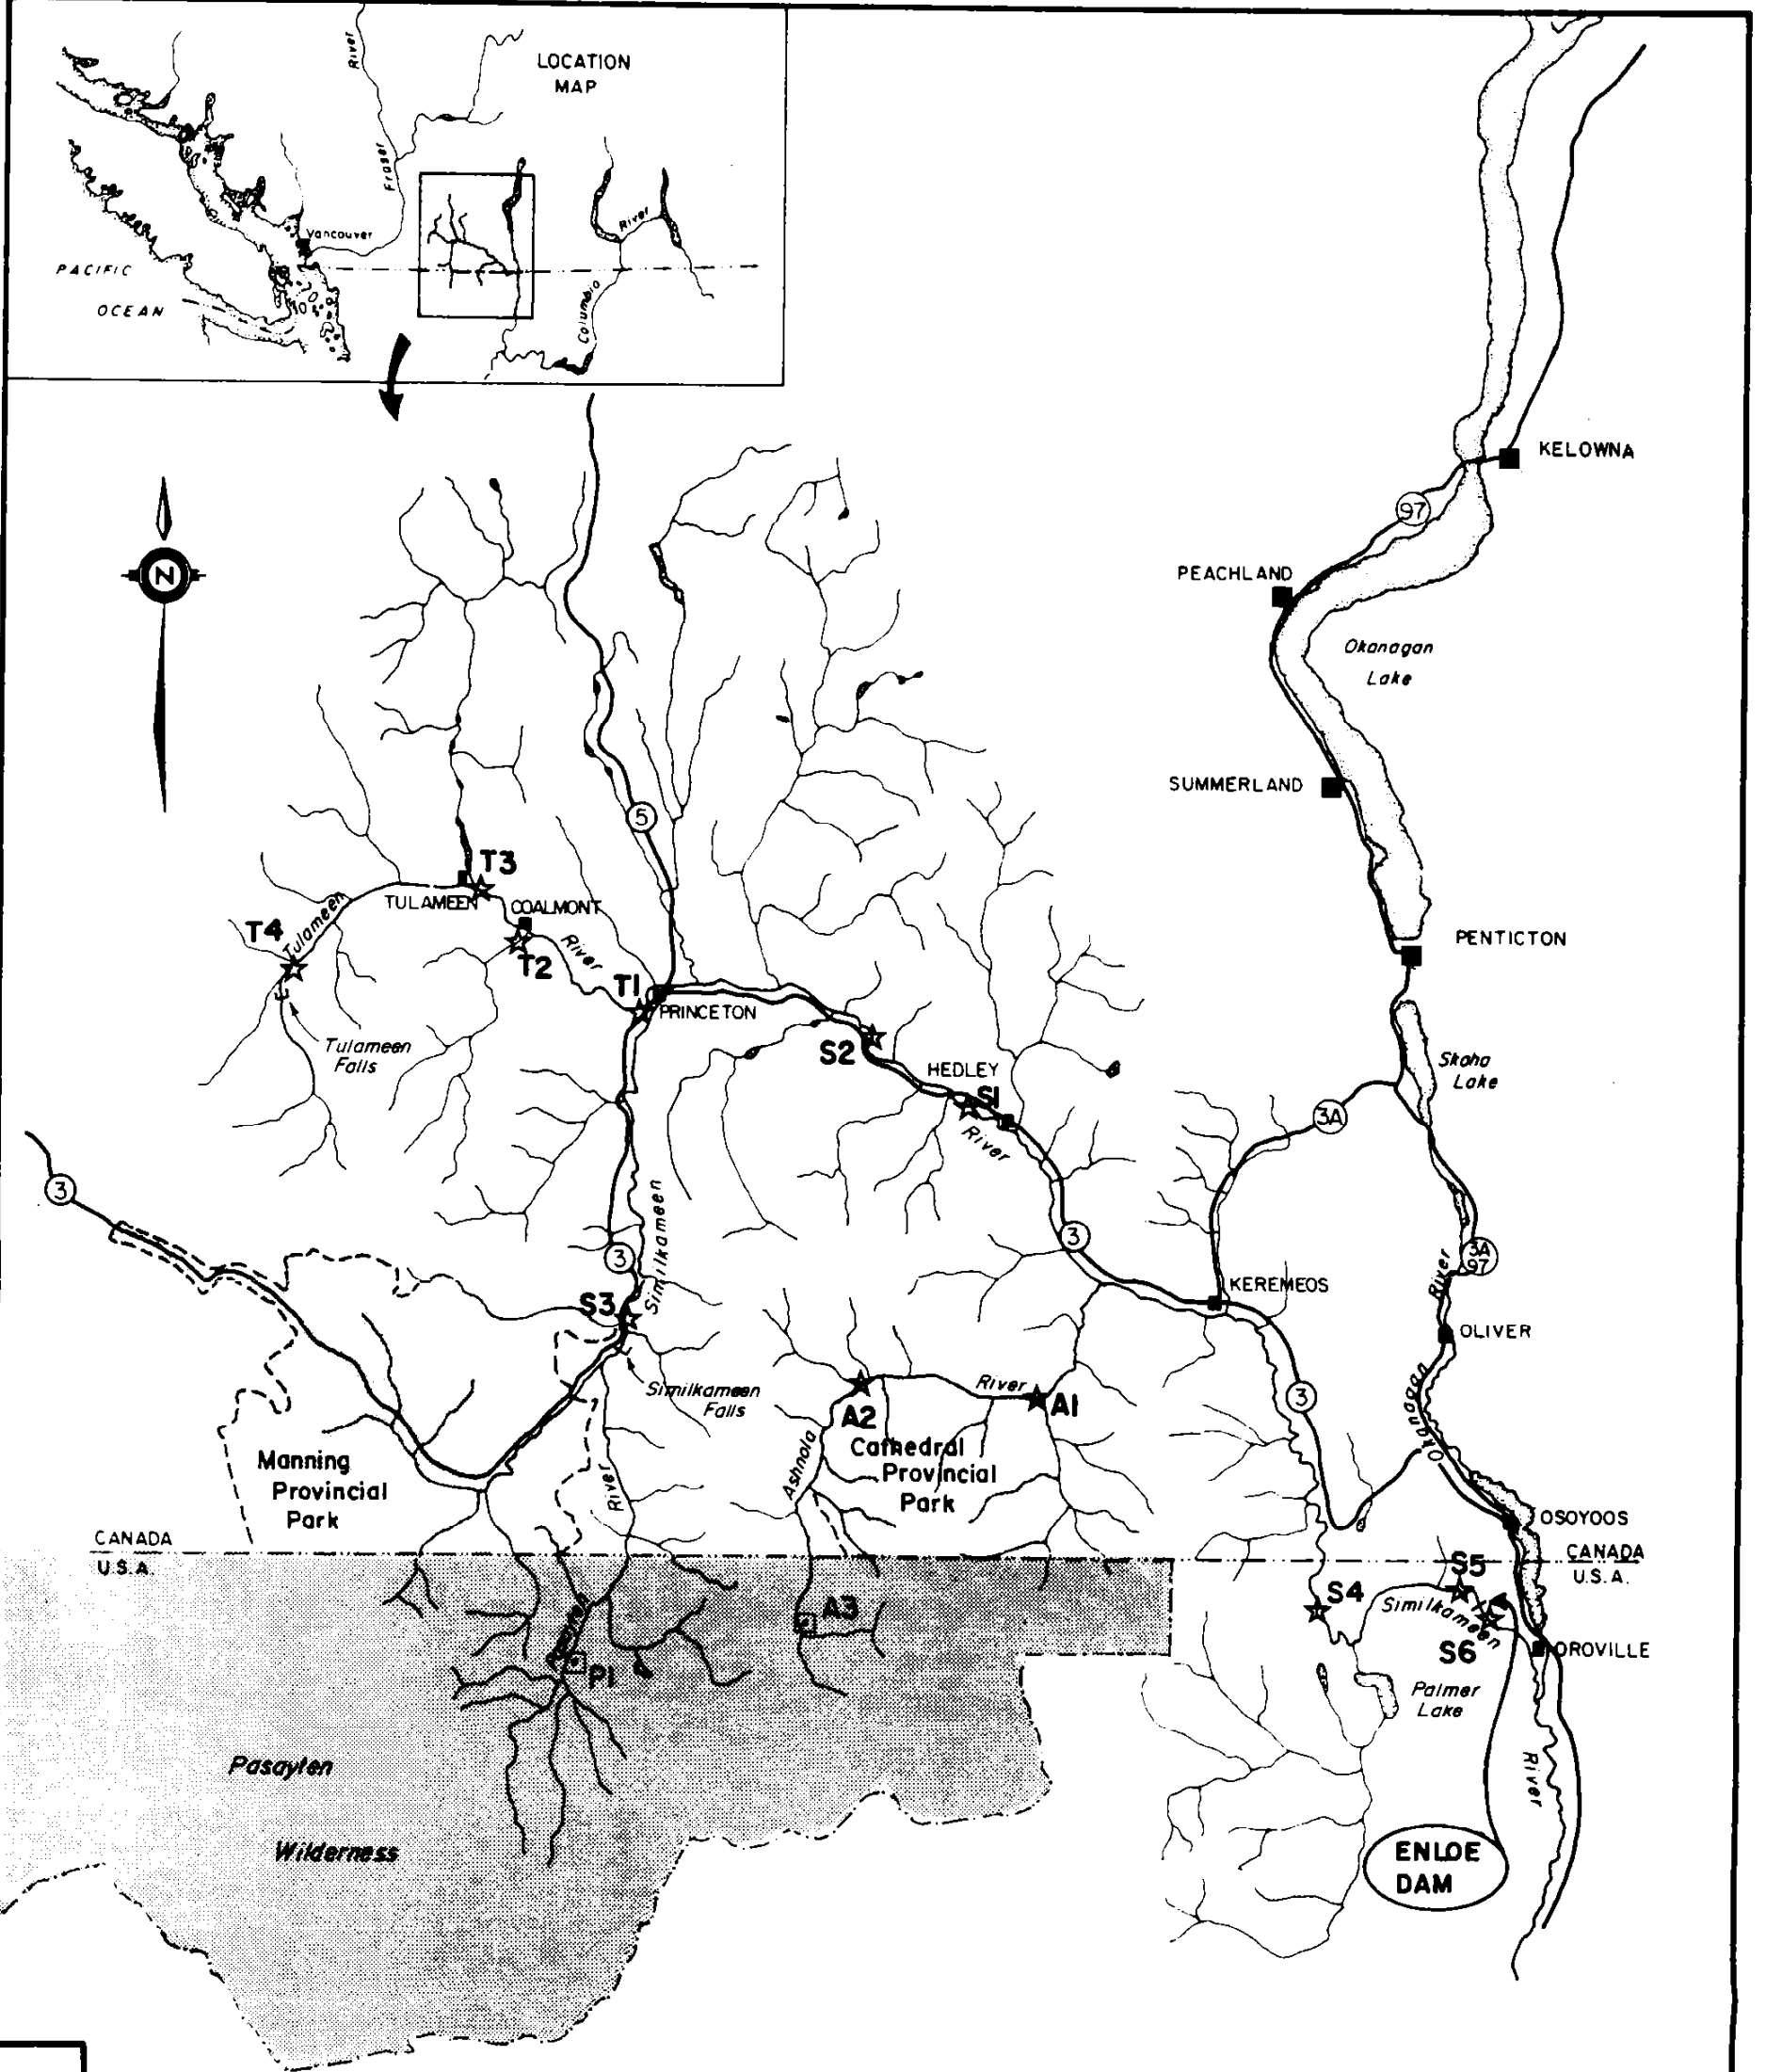 LOCATION
MAP
River
Fraser
Vancouver
River
Columbia
PACIFIC
OCEAN
N
KELOWNA
97
PEACHLAND
Okanagan
Lake
SUMMERLAND
5
T3
TULAMEEN
COALMONT
T4
Tulameen
River
T2
T1
PRINCETON
PENTICTON
Tulameen
Falls
S2
HEDLEY
S1
River
Skaha
Lake
3A
3
Similkameen
3
3
3A
97
River
KEREMEOS
S3
OLIVER
Similkameen
Falls
River
A1
A2
Okanagan
3
Ashnola
Cathedral
Provincial
Park
Manning
Provincial
Park
River
OSOYOOS
CANADA
U.S.A.
CANADA
U.S.A.
S5
S4
Similkameen
A3
S6
OROVILLE
Pasayten
P1
Palmer
Lake
River
Pasayten
Wilderness
ENLOE
DAM